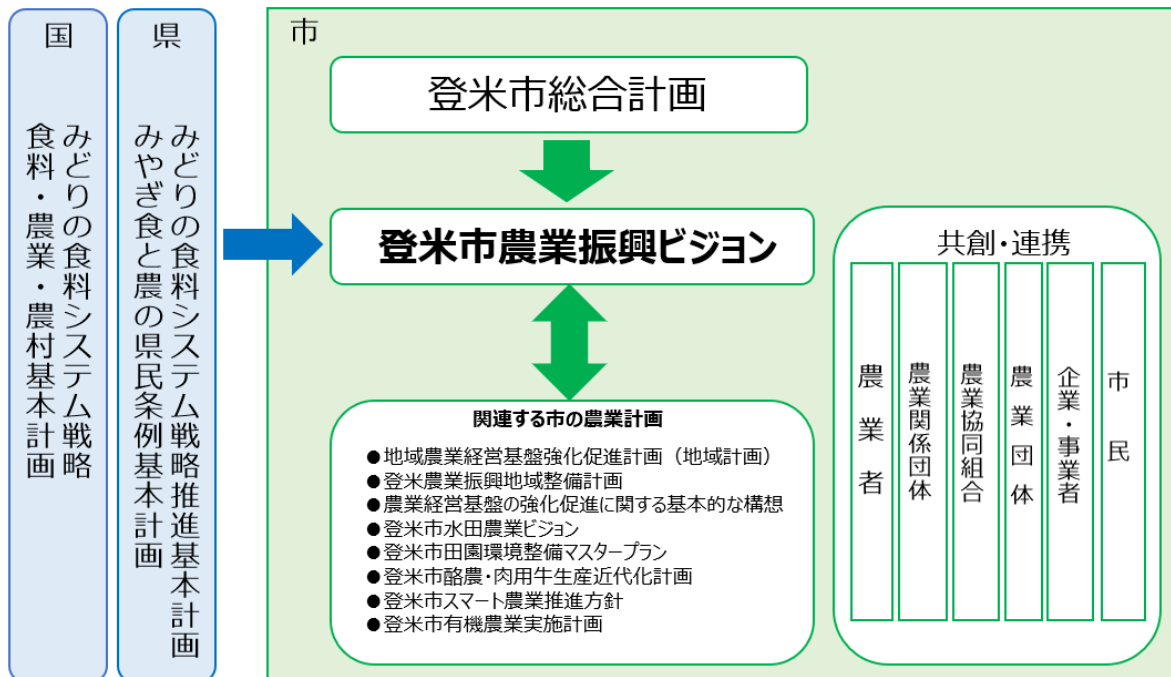 国
みどりの食料システム戦略
食料・農業・農村基本計画
県
みどりの食料システム戦略推進基本計画
みやぎ食と農の県民条例基本計画
市
登米市総合計画
登米市農業振興ビジョン
関連する市の農業計画
●地域農業経営基盤強化促進計画（地域計画）
●登米農業振興地域整備計画
●農業経営基盤の強化促進に関する基本的な構想
●登米市水田農業ビジョン
●登米市田園環境整備マスタープラン
●登米市酪農・肉用牛生産近代化計画
●登米市スマート農業推進方針
●登米市有機農業実施計画
共創・連携
農業者
農業関係団体
農業協同組合
農業団体
企業・事業者
市民